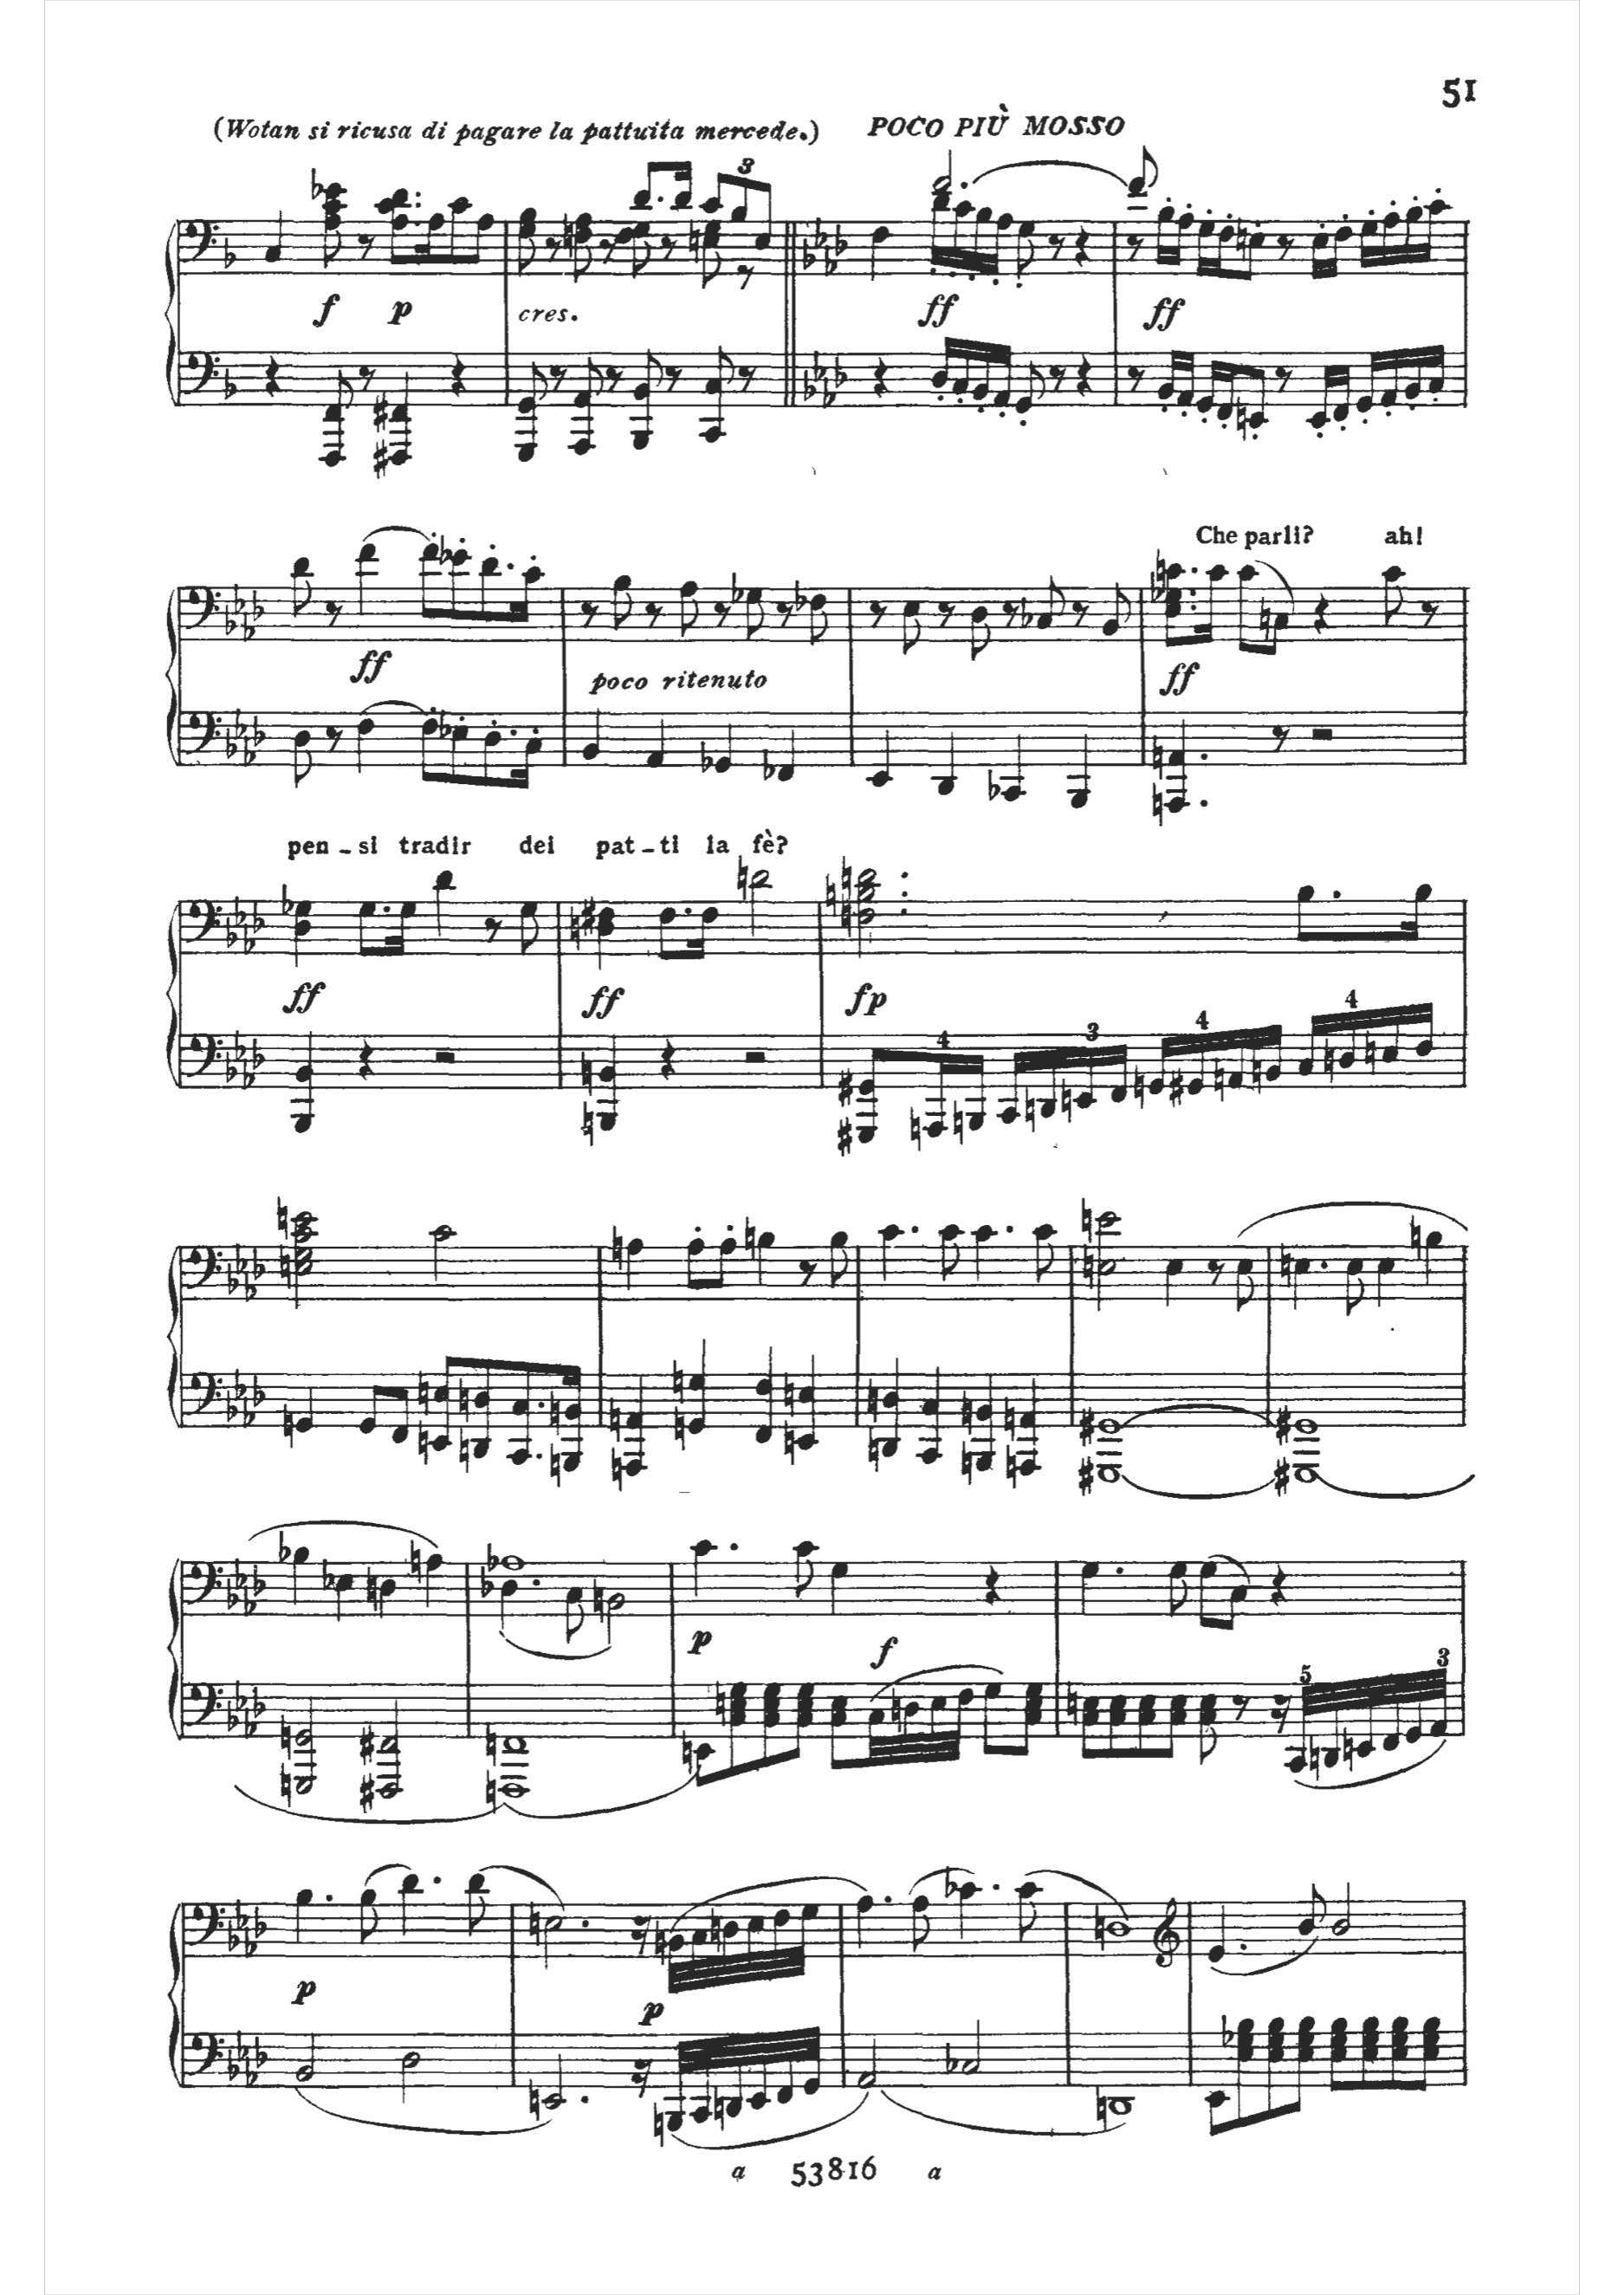 51
(Wotan si ricusa di pagare la pattuita mercede.) POCO PIÙ MOSSO
3
f p cres. ff ff
Che parli? ah!
ff poco ritenuto ff
pen - si tradir dei pat - ti la fè?
ff ff fp
4 3 4 4
p f
5 3
p
p
a 53816 a